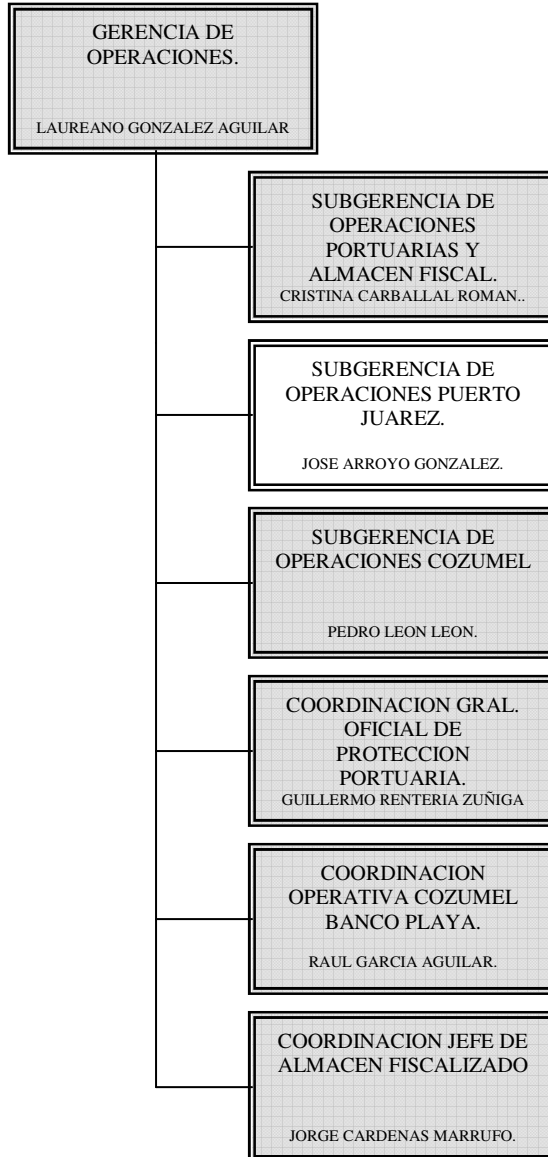 GERENCIA DE
OPERACIONES.
LAUREANO GONZALEZ AGUILAR
SUBGERENCIA DE
OPERACIONES
PORTUARIAS Y
ALMACEN FISCAL.
CRISTINA CARBALLAL ROMAN..
SUBGERENCIA DE
OPERACIONES PUERTO
JUAREZ.
JOSE ARROYO GONZALEZ.
SUBGERENCIA DE
OPERACIONES COZUMEL
PEDRO LEON LEON.
COORDINACION GRAL.
OFICIAL DE
PROTECCION
PORTUARIA.
GUILLERMO RENTERIA ZUÑIGA
COORDINACION
OPERATIVA COZUMEL
BANCO PLAYA.
RAUL GARCIA AGUILAR.
COORDINACION JEFE DE
ALMACEN FISCALIZADO
JORGE CARDENAS MARRUFO.